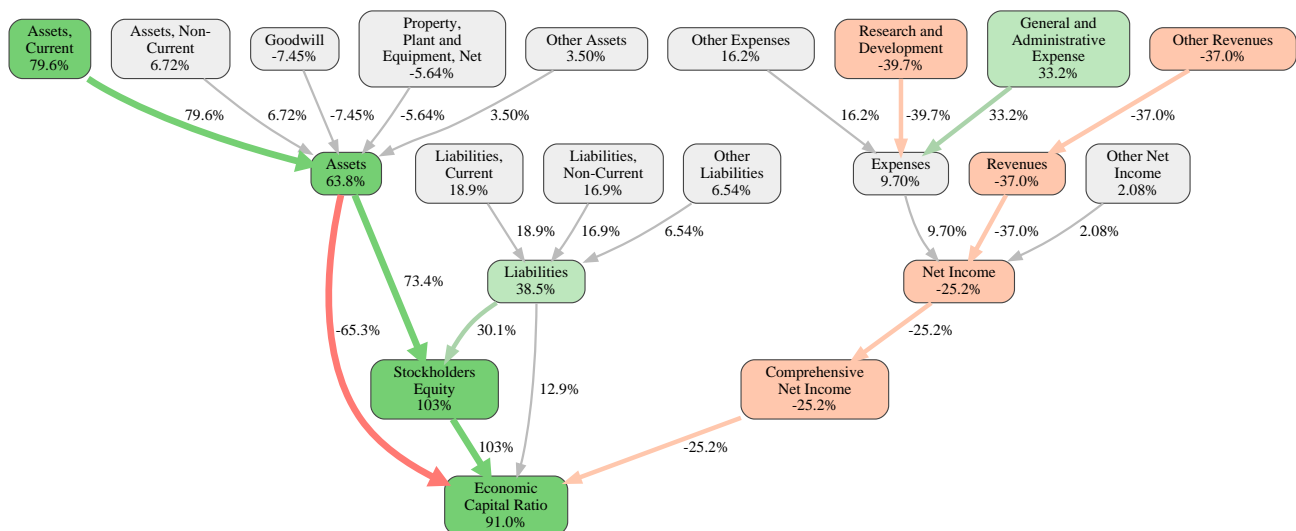 Assets,
Current
79.6%
Assets, Non-
Current
6.72%
Goodwill
-7.45%
Property,
Plant and
Equipment, Net
-5.64%
Other Assets
3.50%
Other Expenses
16.2%
Research and
Development
-39.7%
General and
Administrative
Expense
33.2%
Other Revenues
-37.0%
79.6%
6.72%
-7.45%
-5.64%
3.50%
16.2%
-39.7%
33.2%
-37.0%
Assets
63.8%
Liabilities,
Current
18.9%
Liabilities,
Non-Current
16.9%
Other
Liabilities
6.54%
Expenses
9.70%
Revenues
-37.0%
Other Net
Income
2.08%
18.9%
16.9%
6.54%
9.70%
-37.0%
2.08%
Liabilities
38.5%
Net Income
-25.2%
73.4%
-65.3%
30.1%
-25.2%
Stockholders
Equity
103%
12.9%
Comprehensive
Net Income
-25.2%
103%
-25.2%
Economic
Capital Ratio
91.0%